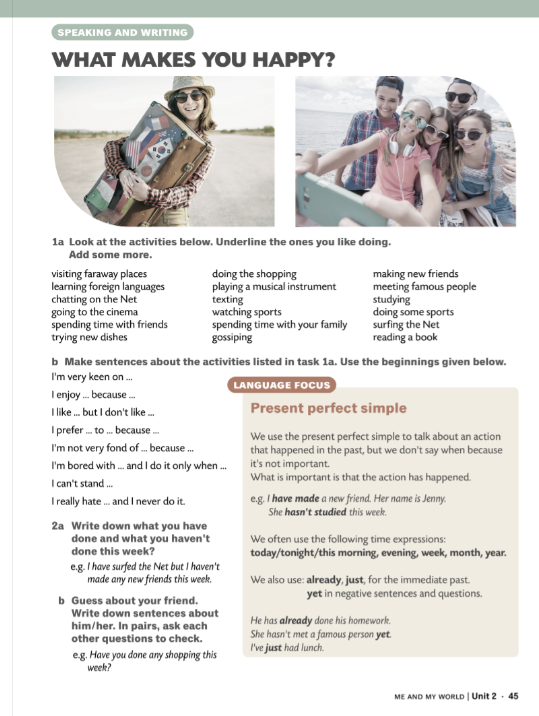 SPEAKING AND WRITING
WHAT MAKES YOU HAPPY?
1a Look at the activities below. Underline the ones you like doing.
Add some more.
visiting faraway places
learning foreign languages
chatting on the Net
going to the cinema
spending time with friends
trying new dishes
doing the shopping
playing a musical instrument
texting
watching sports
spending time with your family
gossiping
making new friends
meeting famous people
studying
doing some sports
surfing the Net
reading a book
b Make sentences about the activities listed in task 1a. Use the beginnings given below.
I'm very keen on ...
I enjoy ... because ...
I like ... but I don't like ...
I prefer ... to ... because ...
I'm not very fond of ... because ...
I'm bored with ... and I do it only when ...
I can't stand ...
I really hate ... and I never do it.
2a Write down what you have
done and what you haven't
done this week?
e.g. I have surfed the Net but I haven't
made any new friends this week.
b Guess about your friend.
Write down sentences about
him/her. In pairs, ask each
other questions to check.
e.g. Have you done any shopping this
week?
LANGUAGE FOCUS
Present perfect simple
We use the present perfect simple to talk about an action
that happened in the past, but we don't say when because
it's not important.
What is important is that the action has happened.
e.g. I have made a new friend. Her name is Jenny.
She hasn't studied this week.
We often use the following time expressions:
today/tonight/this morning, evening, week, month, year.
We also use: already, just, for the immediate past.
yet in negative sentences and questions.
He has already done his homework.
She hasn't met a famous person yet.
I've just had lunch.
ME AND MY WORLD | Unit 2 · 45